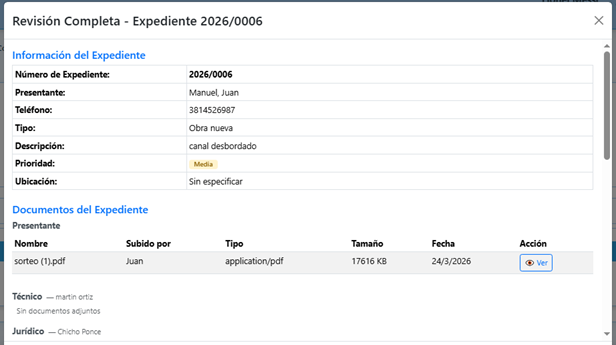 Revisión Completa - Expediente 2026/0006
Información del Expediente
Número de Expediente: 2026/0006
Presentante: Manuel, Juan
Teléfono: 3814526987
Tipo: Obra nueva
Descripción: canal desbordado
Prioridad: Media
Ubicación: Sin especificar
Documentos del Expediente
Presentante
Nombre Subido por Tipo Tamaño Fecha Acción
sorteo (1).pdf Juan application/pdf 17616 KB 24/3/2026 Ver
Técnico — martin ortiz
Sin documentos adjuntos
Jurídico — Chicho Ponce